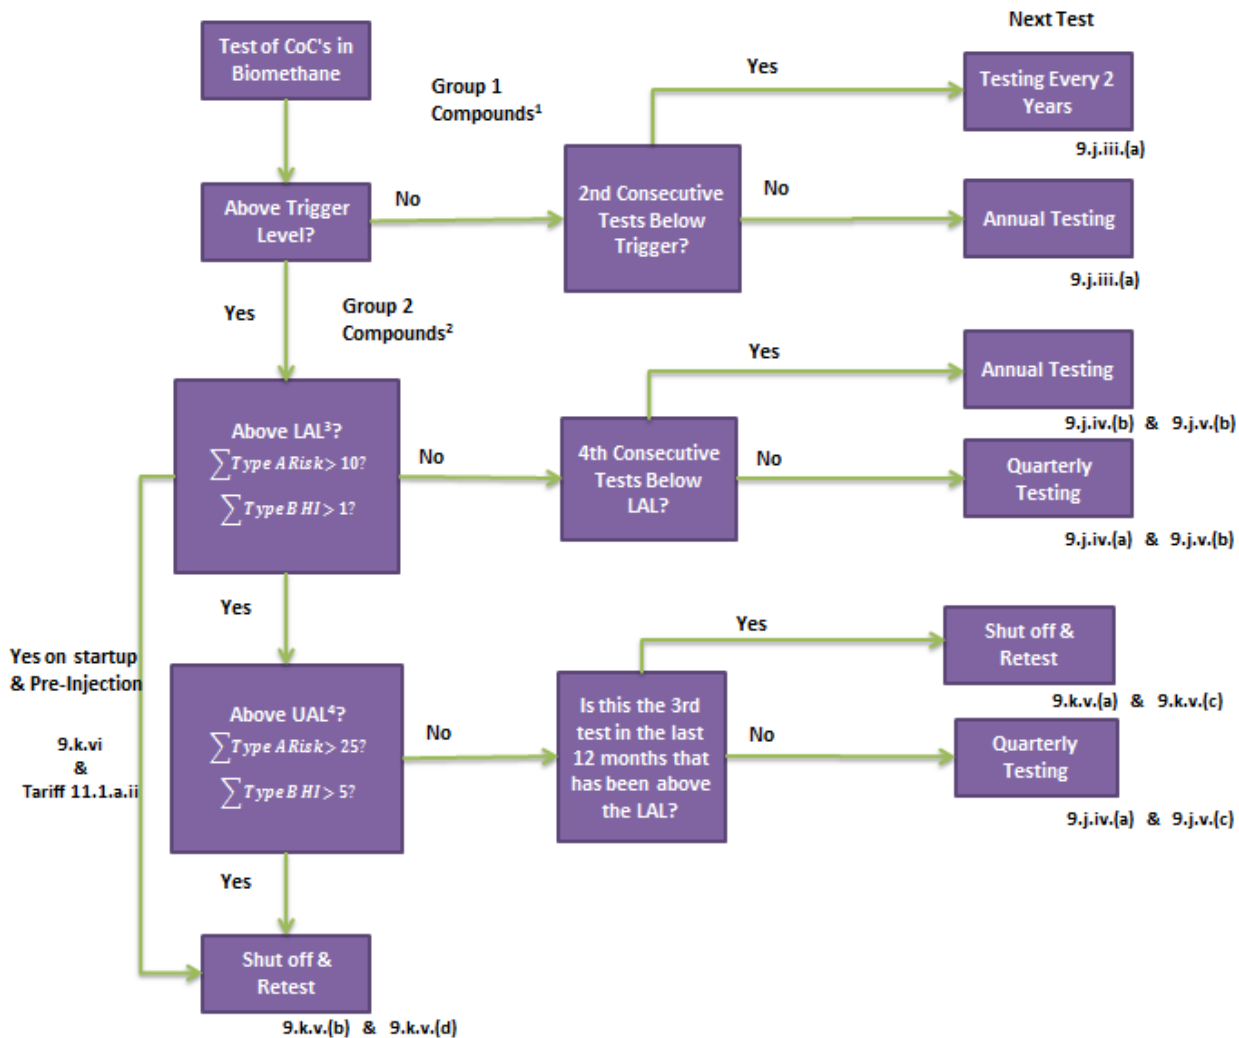 Next Test
Test of CoC's in
Biomethane
Group 1
Compounds¹
Yes
Testing Every 2
Years
9.j.iii.(a)
Above Trigger
Level?
No
2nd Consecutive
Tests Below
Trigger?
No
Annual Testing
9.j.iii.(a)
Yes
Group 2
Compounds²
Yes
Annual Testing
9.j.iv.(b) & 9.j.v.(b)
Above LAL³?
∑Type A Risk > 10?
∑Type B HI > 1?
No
4th Consecutive
Tests Below
LAL?
No
Quarterly
Testing
9.j.iv.(a) & 9.j.v.(b)
Yes
Yes on startup
& Pre-Injection
9.k.vi
&
Tariff 11.1.a.ii
Above UAL⁴?
∑Type A Risk > 25?
∑Type B HI > 5?
No
Is this the 3rd
test in the last
12 months that
has been above
the LAL?
Yes
Shut off &
Retest
9.k.v.(a) & 9.k.v.(c)
No
Quarterly
Testing
9.j.iv.(a) & 9.j.v.(c)
Yes
Shut off &
Retest
9.k.v.(b) & 9.k.v.(d)